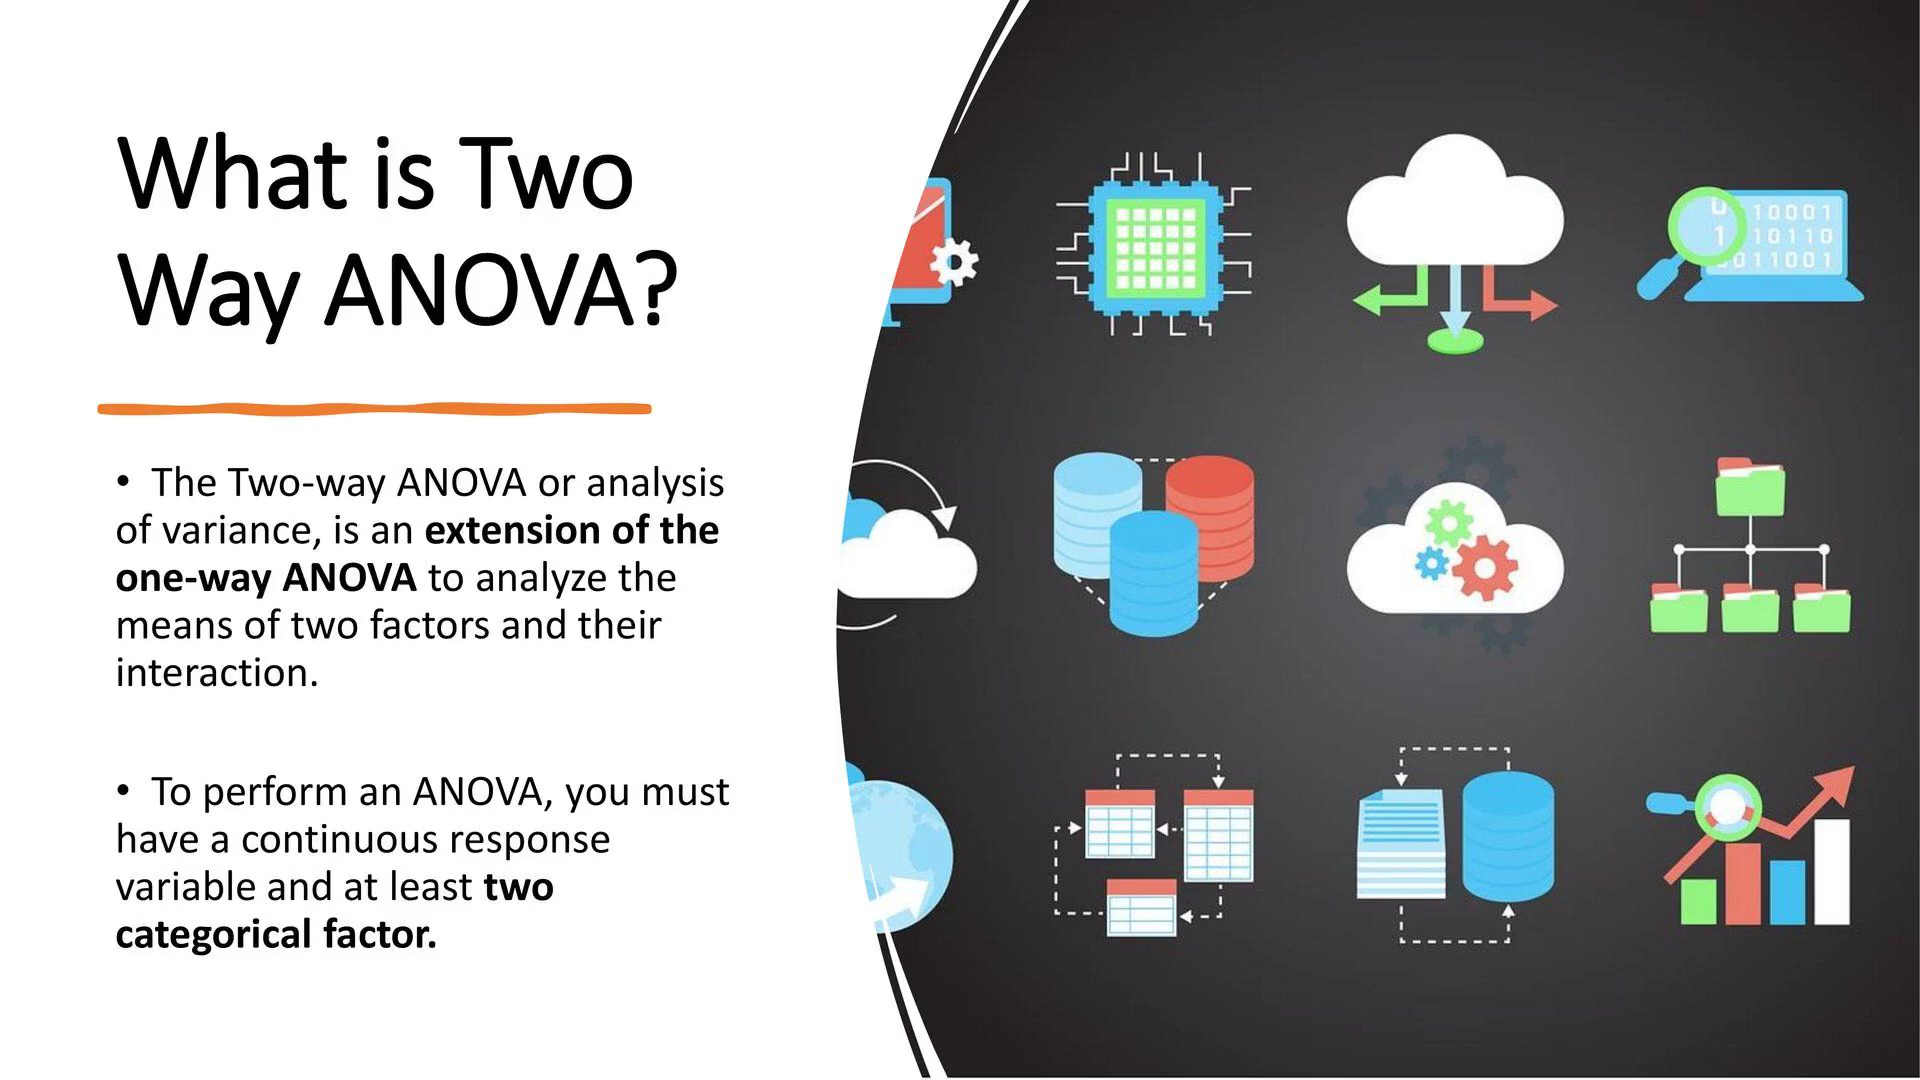 What is Two
Way ANOVA?
• The Two-way ANOVA or analysis
of variance, is an extension of the
one-way ANOVA to analyze the
means of two factors and their
interaction.
• To perform an ANOVA, you must
have a continuous response
variable and at least two
categorical factor.
10001
1 10110
011001